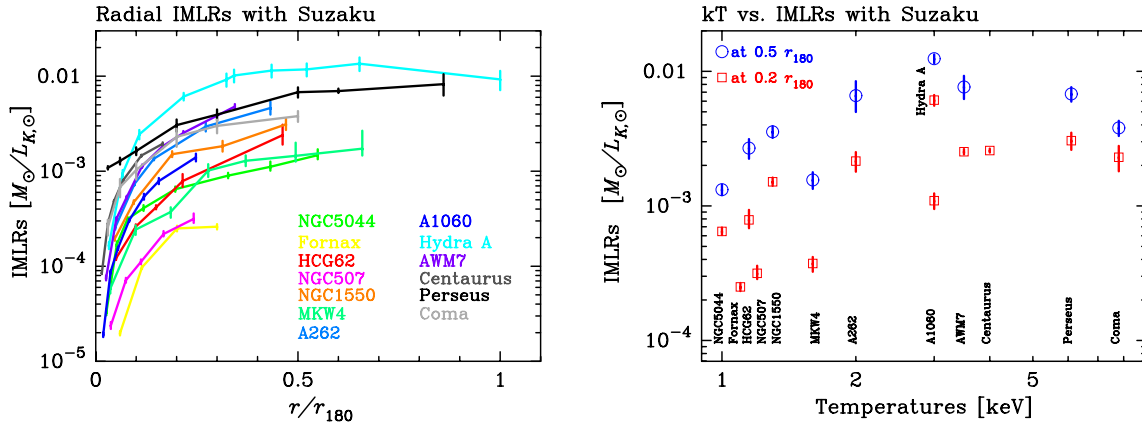 Radial IMLRs with Suzaku
IMLRs [M⊙/L_K,⊙]
0.01
10⁻³
10⁻⁴
10⁻⁵
NGC5044
Fornax
HCG62
NGC507
NGC1550
MKW4
A262
A1060
Hydra A
AWM7
Centaurus
Perseus
Coma
0
0.5
1
r/r₁₈₀
kT vs. IMLRs with Suzaku
at 0.5 r₁₈₀
at 0.2 r₁₈₀
IMLRs [M⊙/L_K,⊙]
0.01
10⁻³
10⁻⁴
Hydra A
NGC5044
Fornax
HCG62
NGC507
NGC1550
MKW4
A262
A1060
AWM7
Centaurus
Perseus
Coma
1
2
5
Temperatures [keV]